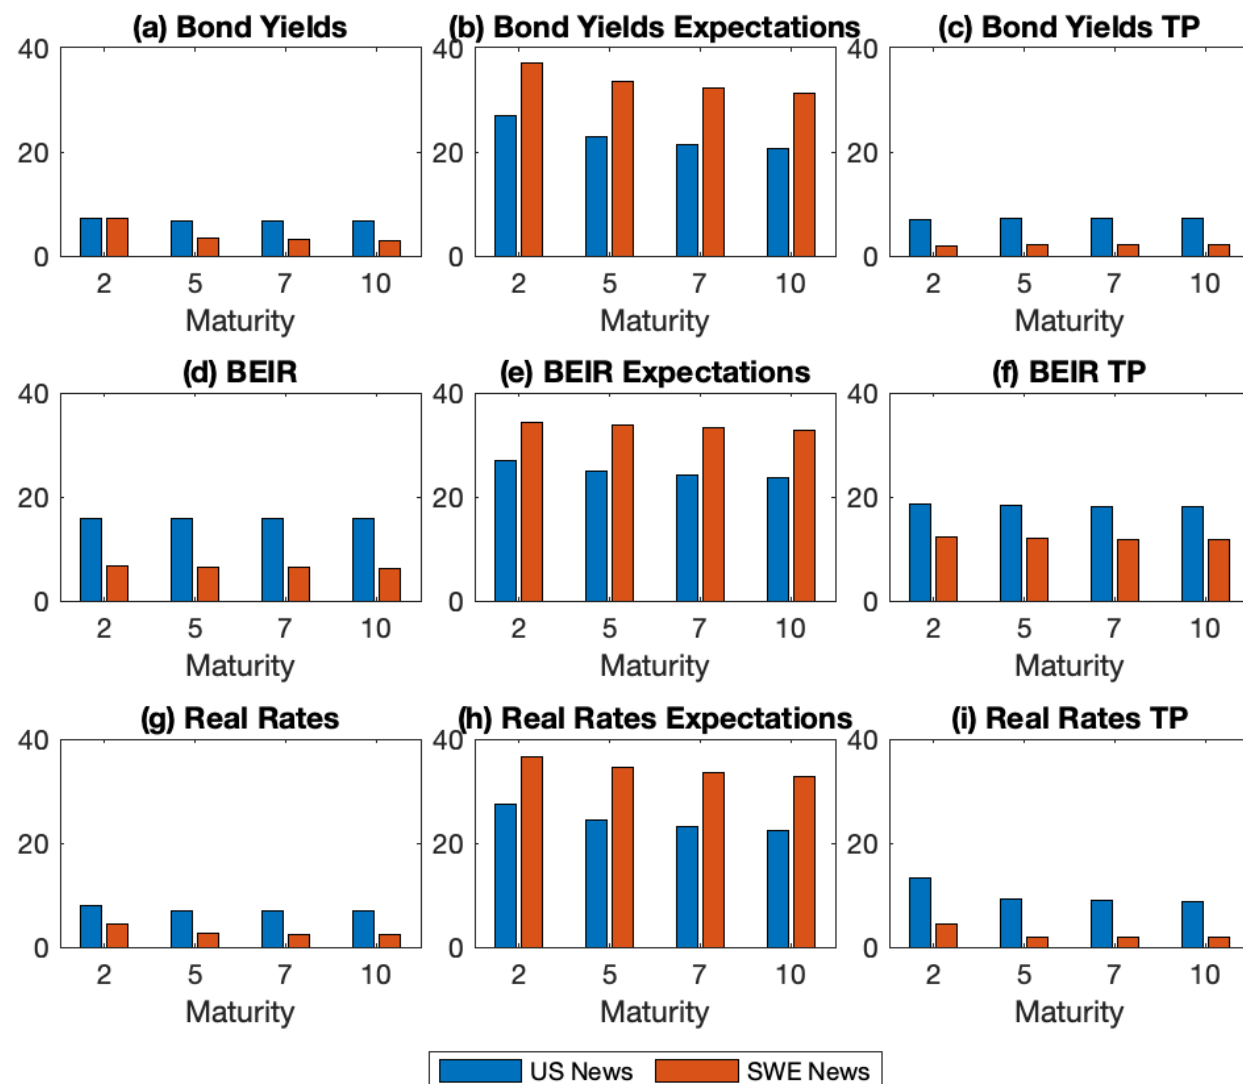 (a) Bond Yields
(b) Bond Yields Expectations
(c) Bond Yields TP
40
20
0
2 5 7 10
Maturity
40
20
0
2 5 7 10
Maturity
40
20
0
2 5 7 10
Maturity
(d) BEIR
(e) BEIR Expectations
(f) BEIR TP
40
20
0
2 5 7 10
Maturity
40
20
0
2 5 7 10
Maturity
40
20
0
2 5 7 10
Maturity
(g) Real Rates
(h) Real Rates Expectations
(i) Real Rates TP
40
20
0
2 5 7 10
Maturity
40
20
0
2 5 7 10
Maturity
40
20
0
2 5 7 10
Maturity
US News
SWE News